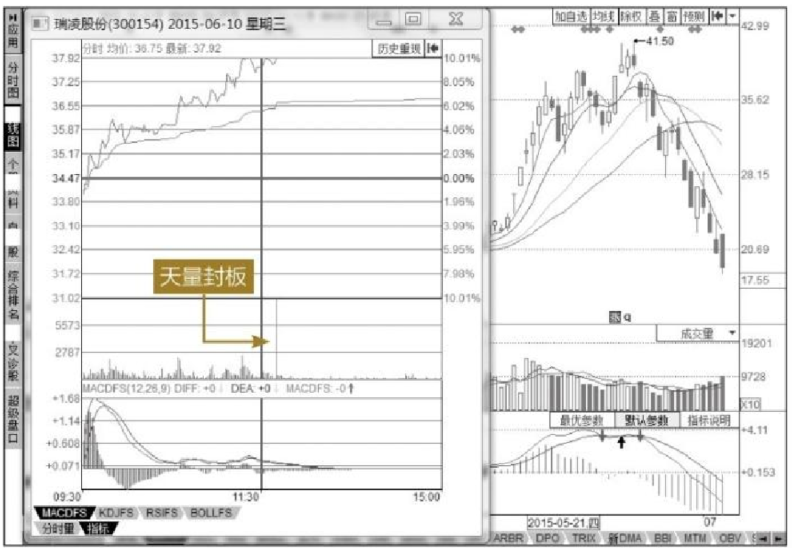 瑞凌股份(300154) 2015-06-10 星期三
分时 均价: 36.75 最新: 37.92
历史重现
37.92
37.25
36.55
35.87
35.17
34.47
33.80
33.10
32.42
31.72
31.02
5573
2787
10.01%
8.05%
6.02%
4.06%
2.03%
0.00%
1.96%
3.99%
5.95%
7.98%
10.01%
天量封板
MACDFS(12,26,9) DIFF: +0↓ DEA: +0↓ MACDFS: -0↑
+1.68
+1.14
+0.608
+0.071
09:30
11:30
15:00
MACDFS KDJFS RSIFS BOLLFS
分时量 指标
应用
分时图
线图
个
料
股
综合排名
诊股
超级盘口
加自选 均线 除权 叠 富 预测
42.99
41.50
35.62
28.15
20.69
17.55
q
成交量
19201
9728
X10
最优参数 默认参数 指标说明
+4.11
+0.153
2015-05-21,四
07
ARBR DPO TRIX 新DMA BBI MTM OBV